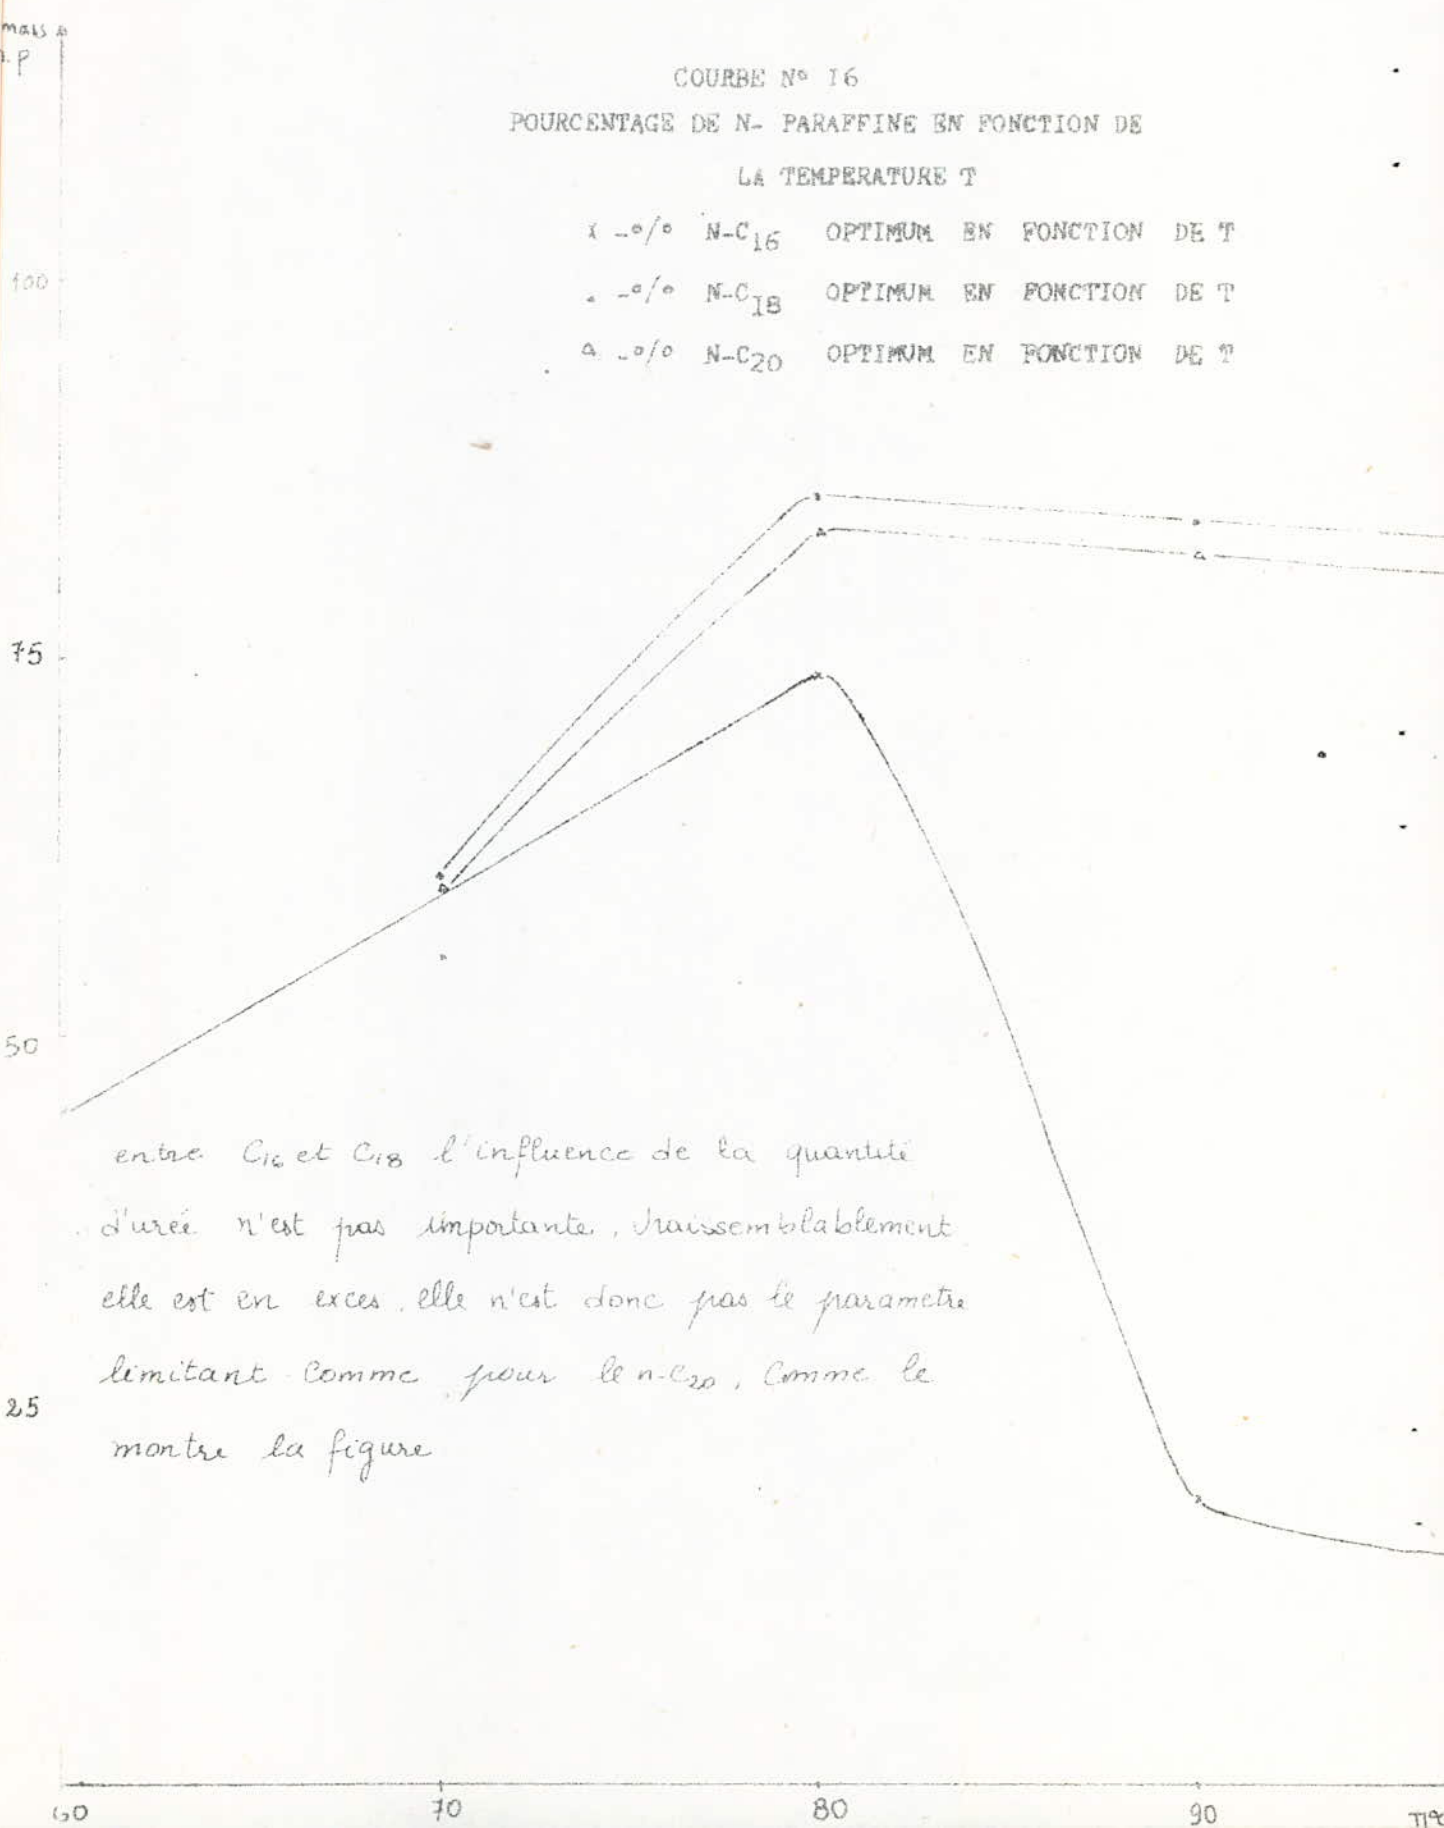 mass
.p
COURBE N° I6
POURCENTAGE DE N- PARAFFINE EN FONCTION DE
LA TEMPERATURE T
x -°/° N-C16 OPTIMUM EN FONCTION DE T
. -°/° N-CI8 OPTIMUM EN FONCTION DE T
△ -°/° N-C20 OPTIMUM EN FONCTION DE T
100
75
50
entre C16 et C18 l'influence de la quantité
d'urée n'est pas importante, vraissemblablement
elle est en exces, elle n'est donc pas le parametre
limitant comme pour le n-C20, Comme le
25
montre la figure
60 70 80 90